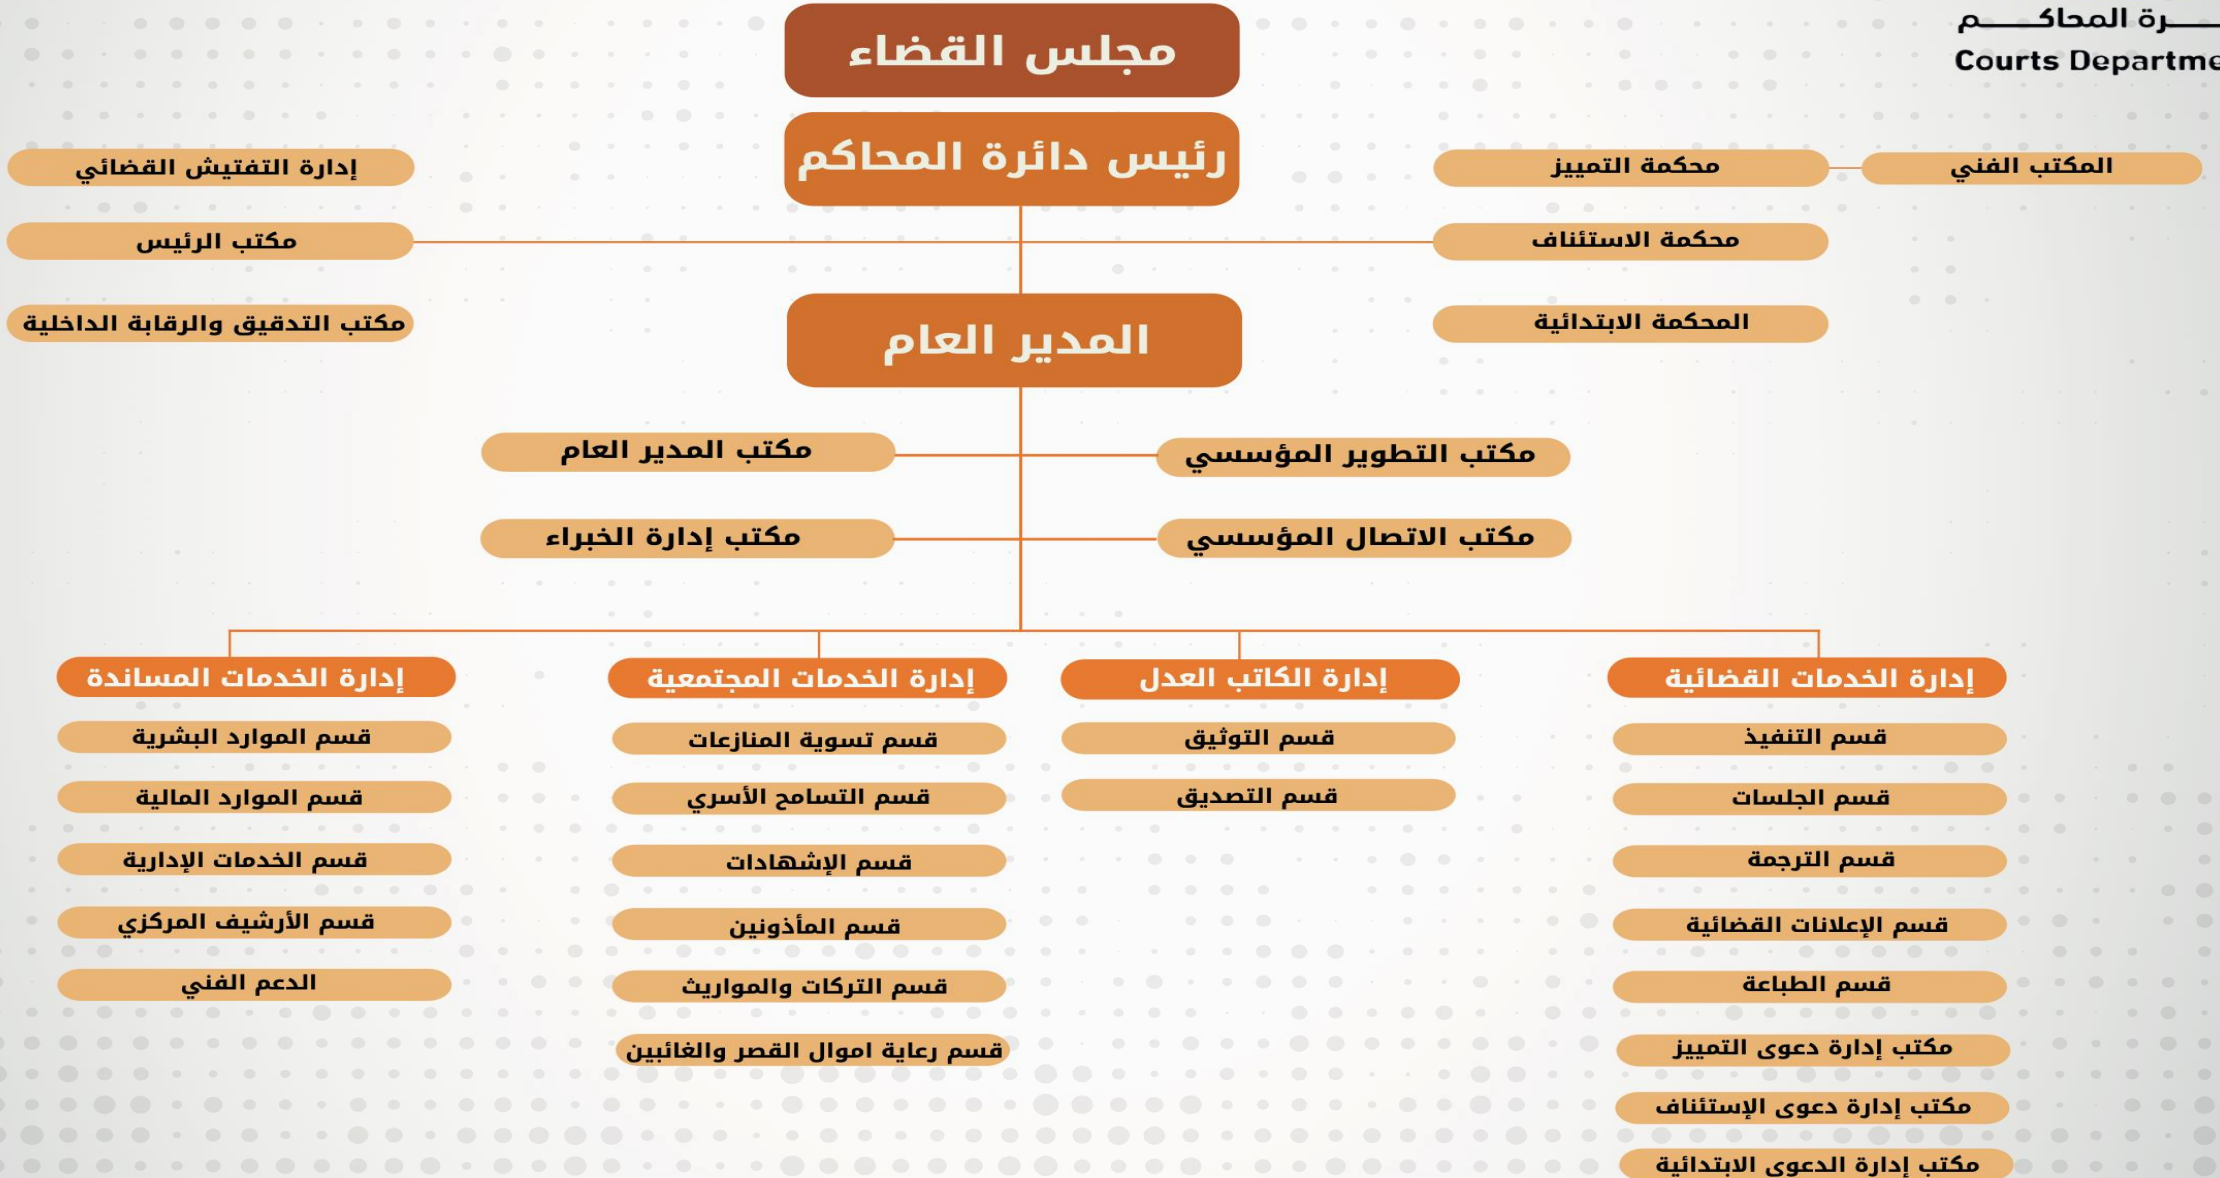 ـرة المحاكـــم
Courts Departme
مجلس القضاء
رئيس دائرة المحاكم
المكتب الفني
محكمة التمييز
محكمة الاستئناف
المحكمة الابتدائية
إدارة التفتيش القضائي
مكتب الرئيس
مكتب التدقيق والرقابة الداخلية
المدير العام
مكتب التطوير المؤسسي
مكتب المدير العام
مكتب الاتصال المؤسسي
مكتب إدارة الخبراء
إدارة الخدمات القضائية
قسم التنفيذ
قسم الجلسات
قسم الترجمة
قسم الإعلانات القضائية
قسم الطباعة
مكتب إدارة دعوى التمييز
مكتب إدارة دعوى الإستئناف
مكتب إدارة الدعوى الابتدائية
إدارة الكاتب العدل
قسم التوثيق
قسم التصديق
إدارة الخدمات المجتمعية
قسم تسوية المنازعات
قسم التسامح الأسري
قسم الإشهادات
قسم المأذونين
قسم التركات والمواريث
قسم رعاية اموال القصر والغائبين
إدارة الخدمات المساندة
قسم الموارد البشرية
قسم الموارد المالية
قسم الخدمات الإدارية
قسم الأرشيف المركزي
الدعم الفني